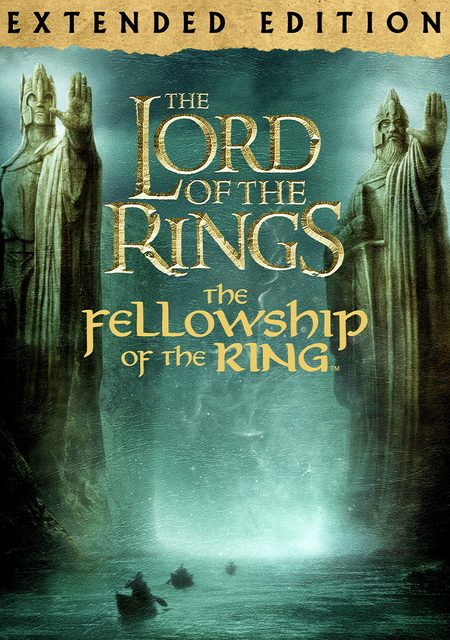 EXTENDED EDITION
THE
LORD
OF THE
RINGS
THE
FELLOWSHIP
OF THE RING™